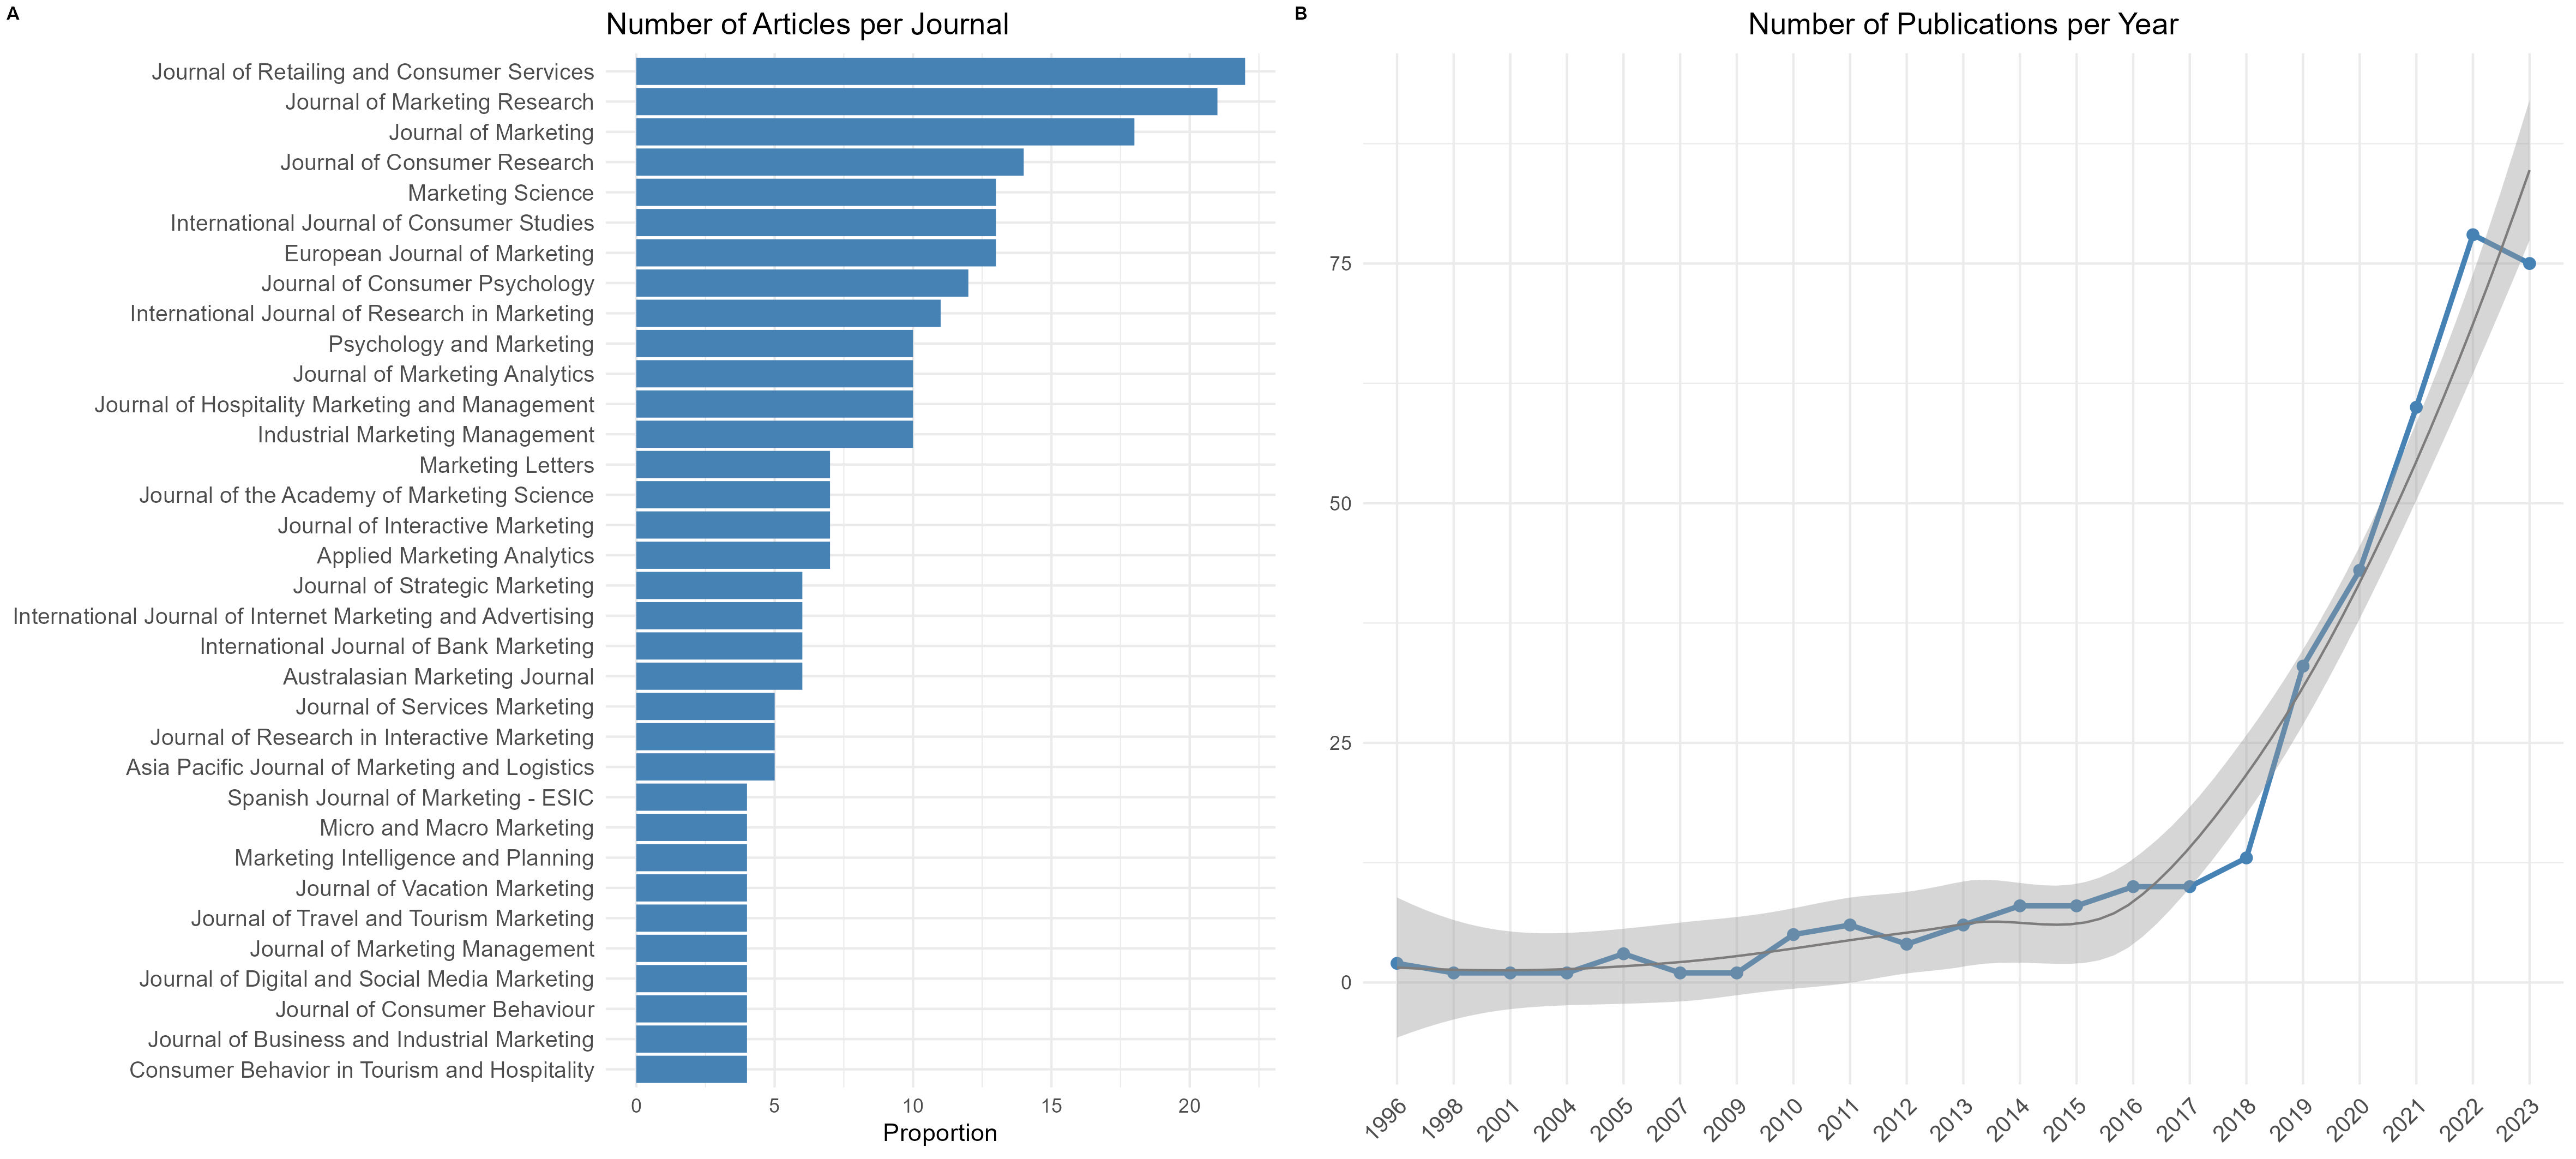 A
Number of Articles per Journal
Journal of Retailing and Consumer Services
Journal of Marketing Research
Journal of Marketing
Journal of Consumer Research
Marketing Science
International Journal of Consumer Studies
European Journal of Marketing
Journal of Consumer Psychology
International Journal of Research in Marketing
Psychology and Marketing
Journal of Marketing Analytics
Journal of Hospitality Marketing and Management
Industrial Marketing Management
Marketing Letters
Journal of the Academy of Marketing Science
Journal of Interactive Marketing
Applied Marketing Analytics
Journal of Strategic Marketing
International Journal of Internet Marketing and Advertising
International Journal of Bank Marketing
Australasian Marketing Journal
Journal of Services Marketing
Journal of Research in Interactive Marketing
Asia Pacific Journal of Marketing and Logistics
Spanish Journal of Marketing - ESIC
Micro and Macro Marketing
Marketing Intelligence and Planning
Journal of Vacation Marketing
Journal of Travel and Tourism Marketing
Journal of Marketing Management
Journal of Digital and Social Media Marketing
Journal of Consumer Behaviour
Journal of Business and Industrial Marketing
Consumer Behavior in Tourism and Hospitality
0 5 10 15 20
Proportion
B
Number of Publications per Year
75
50
25
0
1996 1998 2001 2004 2005 2007 2009 2010 2011 2012 2013 2014 2015 2016 2017 2018 2019 2020 2021 2022 2023